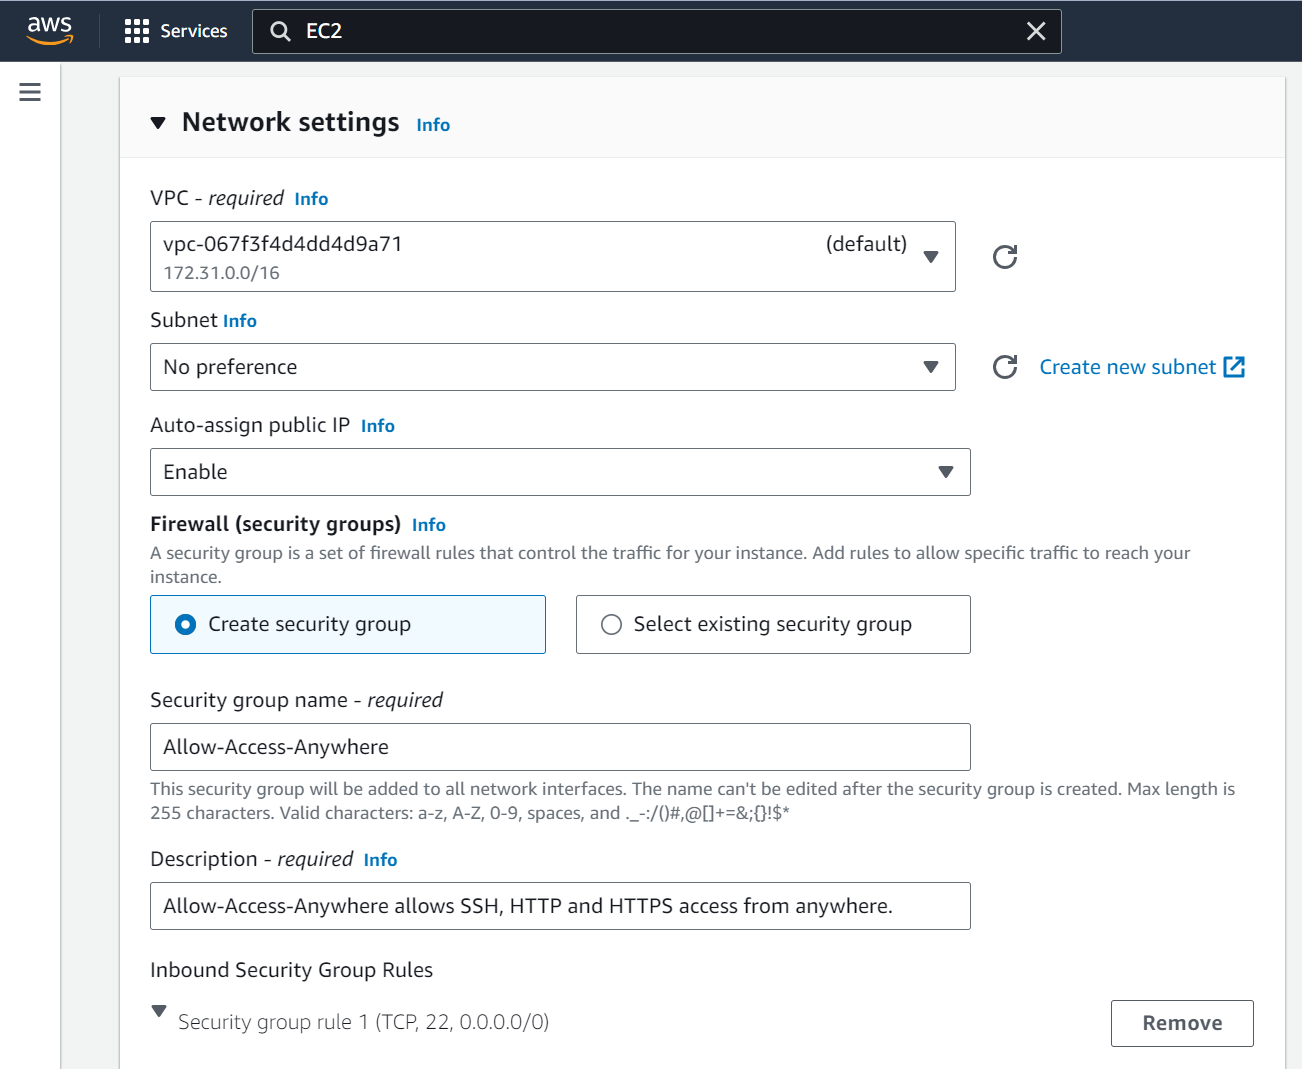 aws Services EC2
Network settings Info
VPC - required Info
vpc-067f3f4d4dd4d9a71 (default)
172.31.0.0/16
Subnet Info
No preference
Create new subnet
Auto-assign public IP Info
Enable
Firewall (security groups) Info
A security group is a set of firewall rules that control the traffic for your instance. Add rules to allow specific traffic to reach your
instance.
Create security group
Select existing security group
Security group name - required
Allow-Access-Anywhere
This security group will be added to all network interfaces. The name can't be edited after the security group is created. Max length is
255 characters. Valid characters: a-z, A-Z, 0-9, spaces, and ._-:/()#,@[]+=&;{}!$*
Description - required Info
Allow-Access-Anywhere allows SSH, HTTP and HTTPS access from anywhere.
Inbound Security Group Rules
Security group rule 1 (TCP, 22, 0.0.0.0/0)
Remove